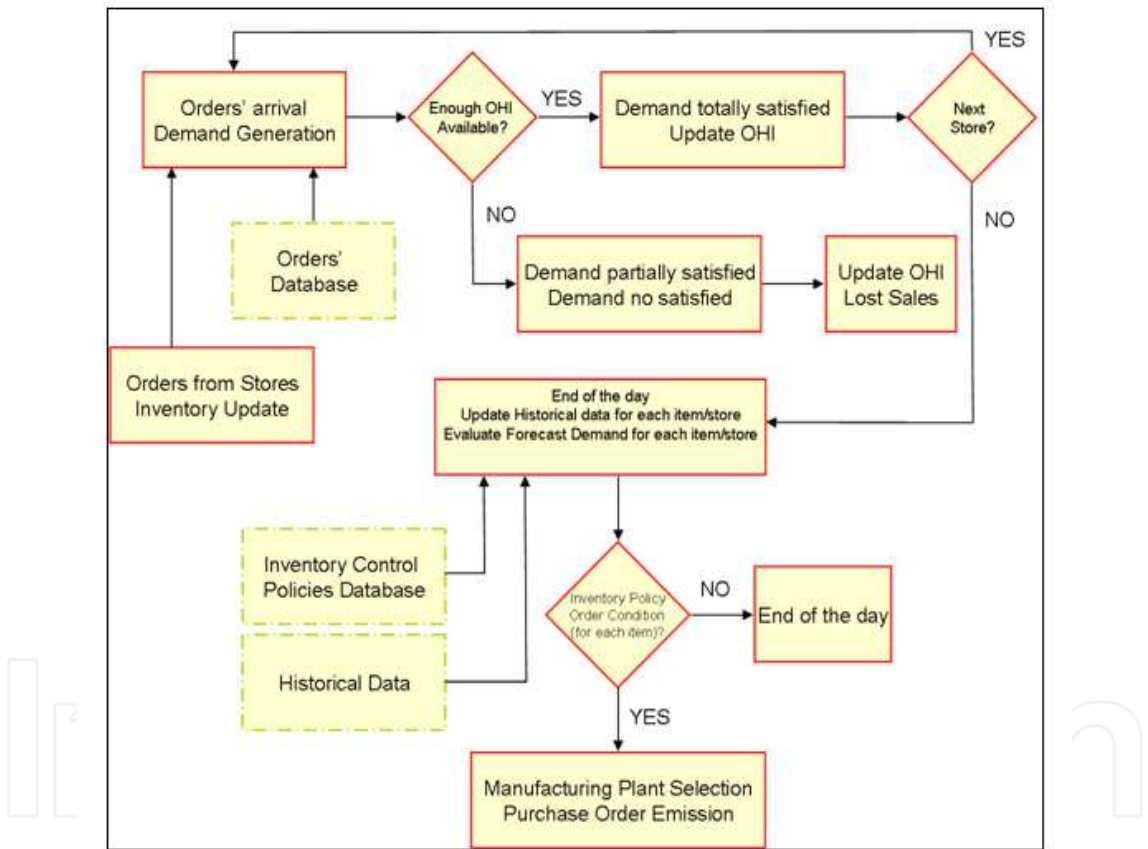 YES
Orders' arrival
Demand Generation
Enough OHI
Available?
YES
Demand totally satisfied
Update OHI
Next
Store?
NO
NO
Orders'
Database
Demand partially satisfied
Demand no satisfied
Update OHI
Lost Sales
Orders from Stores
Inventory Update
End of the day
Update Historical data for each item/store
Evaluate Forecast Demand for each item/store
Inventory Control
Policies Database
Inventory Policy
Order Condition
(for each item)?
NO
End of the day
Historical Data
YES
Manufacturing Plant Selection
Purchase Order Emission